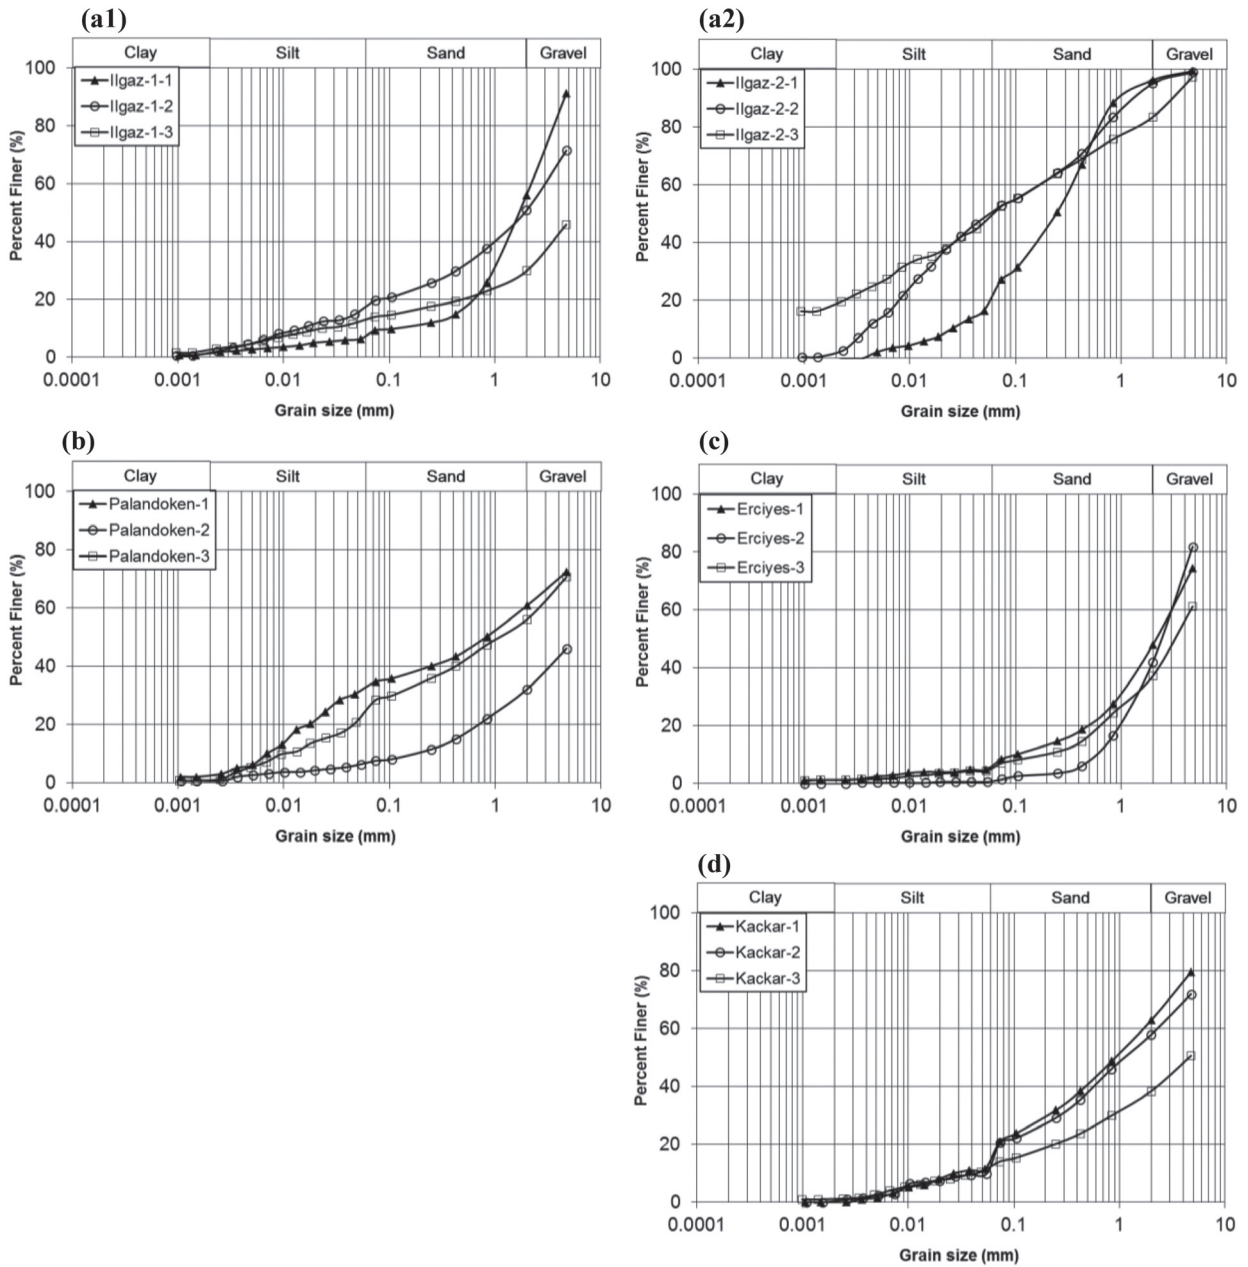 (a1)
Clay Silt Sand Gravel
Ilgaz-1-1
Ilgaz-1-2
Ilgaz-1-3
Percent Finer (%)
100
80
60
40
20
0
0.0001 0.001 0.01 0.1 1 10
Grain size (mm)
(a2)
Clay Silt Sand Gravel
Ilgaz-2-1
Ilgaz-2-2
Ilgaz-2-3
Percent Finer (%)
100
80
60
40
20
0
0.0001 0.001 0.01 0.1 1 10
Grain size (mm)
(b)
Clay Silt Sand Gravel
Palandoken-1
Palandoken-2
Palandoken-3
Percent Finer (%)
100
80
60
40
20
0
0.0001 0.001 0.01 0.1 1 10
Grain size (mm)
(c)
Clay Silt Sand Gravel
Erciyes-1
Erciyes-2
Erciyes-3
Percent Finer (%)
100
80
60
40
20
0
0.0001 0.001 0.01 0.1 1 10
Grain size (mm)
(d)
Clay Silt Sand Gravel
Kackar-1
Kackar-2
Kackar-3
Percent Finer (%)
100
80
60
40
20
0
0.0001 0.001 0.01 0.1 1 10
Grain size (mm)